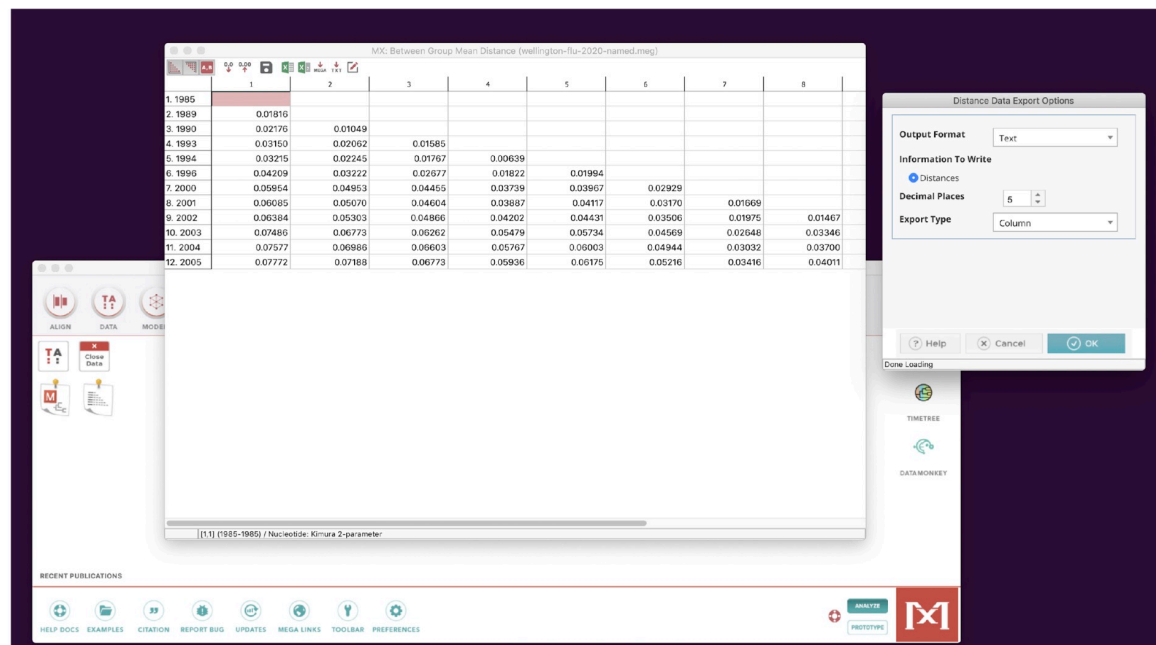 MX: Between Group Mean Distance (wellington-flu-2020-named.meg)
1 2 3 4 5 6 7 8
1. 1985
2. 1989 0.01816
3. 1990 0.02176 0.01049
4. 1993 0.03150 0.02062 0.01585
5. 1994 0.03215 0.02245 0.01767 0.00639
6. 1996 0.04209 0.03222 0.02677 0.01822 0.01994
7. 2000 0.05954 0.04953 0.04455 0.03739 0.03967 0.02929
8. 2001 0.06085 0.05070 0.04604 0.03887 0.04117 0.03170 0.01669
9. 2002 0.06384 0.05303 0.04866 0.04202 0.04431 0.03506 0.01975 0.01467
10. 2003 0.07486 0.06773 0.06262 0.05479 0.05734 0.04569 0.02648 0.03346
11. 2004 0.07577 0.06986 0.06603 0.05767 0.06003 0.04944 0.03032 0.03700
12. 2005 0.07772 0.07188 0.06773 0.05936 0.06175 0.05216 0.03416 0.04011
[1,1] (1985-1985) / Nucleotide: Kimura 2-parameter
Distance Data Export Options
Output Format Text
Information To Write
Distances
Decimal Places 5
Export Type Column
Help Cancel OK
Done Loading
ALIGN DATA
TA
Close
Data
TIMETREE
DATAMONKEY
RECENT PUBLICATIONS
HELP DOCS EXAMPLES CITATION REPORT BUG UPDATES MEGA LINKS TOOLBAR PREFERENCES
ANALYZE
PROTOTYPE